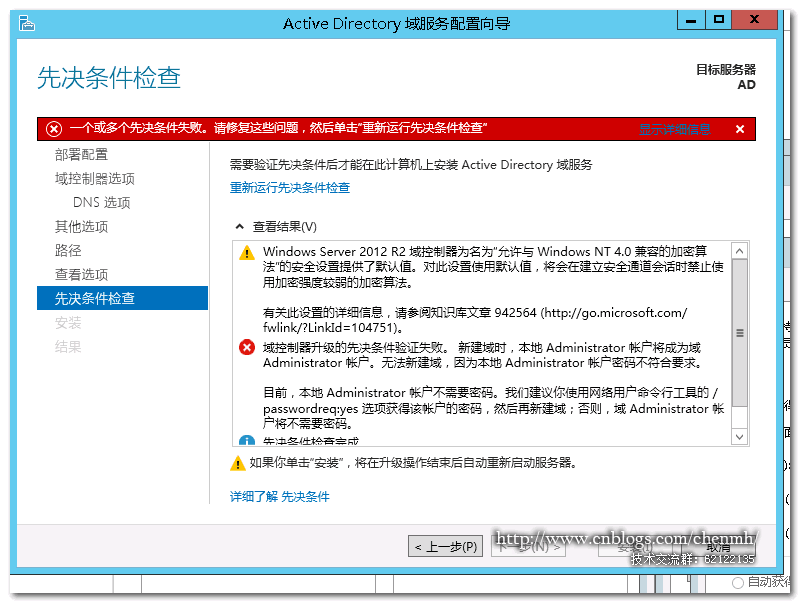 Active Directory 域服务配置向导
先决条件检查
目标服务器
AD
一个或多个先决条件失败。请修复这些问题，然后单击"重新运行先决条件检查"
显示详细信息
部署配置
域控制器选项
DNS 选项
其他选项
路径
查看选项
先决条件检查
安装
结果
需要验证先决条件后才能在此计算机上安装 Active Directory 域服务
重新运行先决条件检查
查看结果(V)
Windows Server 2012 R2 域控制器为名为"允许与 Windows NT 4.0 兼容的加密算
法"的安全设置提供了默认值。对此设置使用默认值，将会在建立安全通道会话时禁止使
用加密强度较弱的加密算法。
有关此设置的详细信息，请参阅知识库文章 942564 (http://go.microsoft.com/
fwlink/?LinkId=104751)。
域控制器升级的先决条件验证失败。 新建域时，本地 Administrator 帐户将成为域
Administrator 帐户。无法新建域，因为本地 Administrator 帐户密码不符合要求。
目前，本地 Administrator 帐户不需要密码。我们建议你使用网络用户命令行工具的 /
passwordreq:yes 选项获得该帐户的密码，然后再新建域；否则，域 Administrator 帐
户将不需要密码。
先决条件检查完成
如果你单击"安装"，将在升级操作结束后自动重新启动服务器。
详细了解 先决条件
< 上一步(P)
下一步(N) >
安装(I)
取消
http://www.cnblogs.com/chenmh/
技术交流群：62122135
自动获得